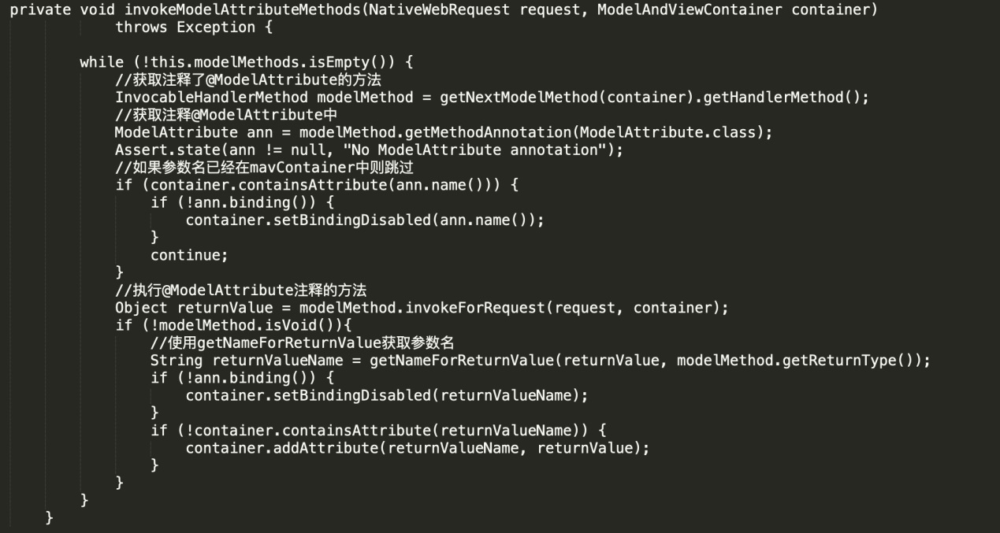 private void invokeModelAttributeMethods(NativeWebRequest request, ModelAndViewContainer container)
throws Exception {
while (!this.modelMethods.isEmpty()) {
//获取注释了@ModelAttribute的方法
InvocableHandlerMethod modelMethod = getNextModelMethod(container).getHandlerMethod();
//获取注释@ModelAttribute中
ModelAttribute ann = modelMethod.getMethodAnnotation(ModelAttribute.class);
Assert.state(ann != null, "No ModelAttribute annotation");
//如果参数名已经在mavContainer中则跳过
if (container.containsAttribute(ann.name())) {
if (!ann.binding()) {
container.setBindingDisabled(ann.name());
}
continue;
}
//执行@ModelAttribute注释的方法
Object returnValue = modelMethod.invokeForRequest(request, container);
if (!modelMethod.isVoid()){
//使用getNameForReturnValue获取参数名
String returnValueName = getNameForReturnValue(returnValue, modelMethod.getReturnType());
if (!ann.binding()) {
container.setBindingDisabled(returnValueName);
}
if (!container.containsAttribute(returnValueName)) {
container.addAttribute(returnValueName, returnValue);
}
}
}
}